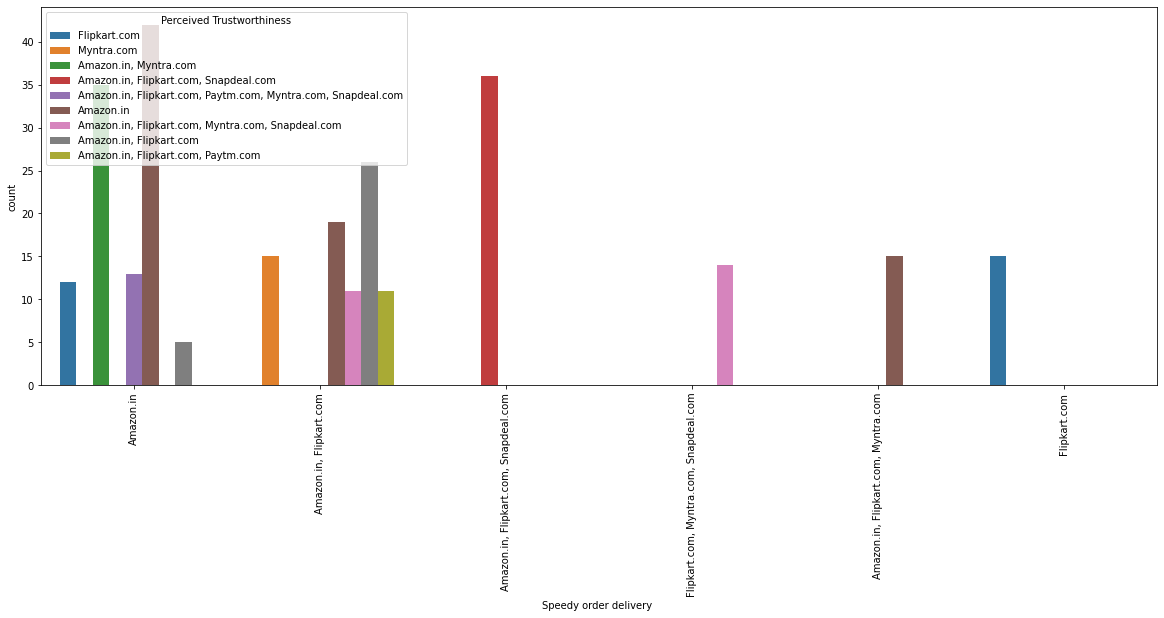 Perceived Trustworthiness
Flipkart.com
Myntra.com
Amazon.in, Myntra.com
Amazon.in, Flipkart.com, Snapdeal.com
Amazon.in, Flipkart.com, Paytm.com, Myntra.com, Snapdeal.com
Amazon.in
Amazon.in, Flipkart.com, Myntra.com, Snapdeal.com
Amazon.in, Flipkart.com
Amazon.in, Flipkart.com, Paytm.com
40
35
30
25
20
15
10
5
0
count
Amazon.in
Amazon.in, Flipkart.com
Amazon.in, Flipkart.com, Snapdeal.com
Flipkart.com, Myntra.com, Snapdeal.com
Amazon.in, Flipkart.com, Myntra.com
Flipkart.com
Speedy order delivery